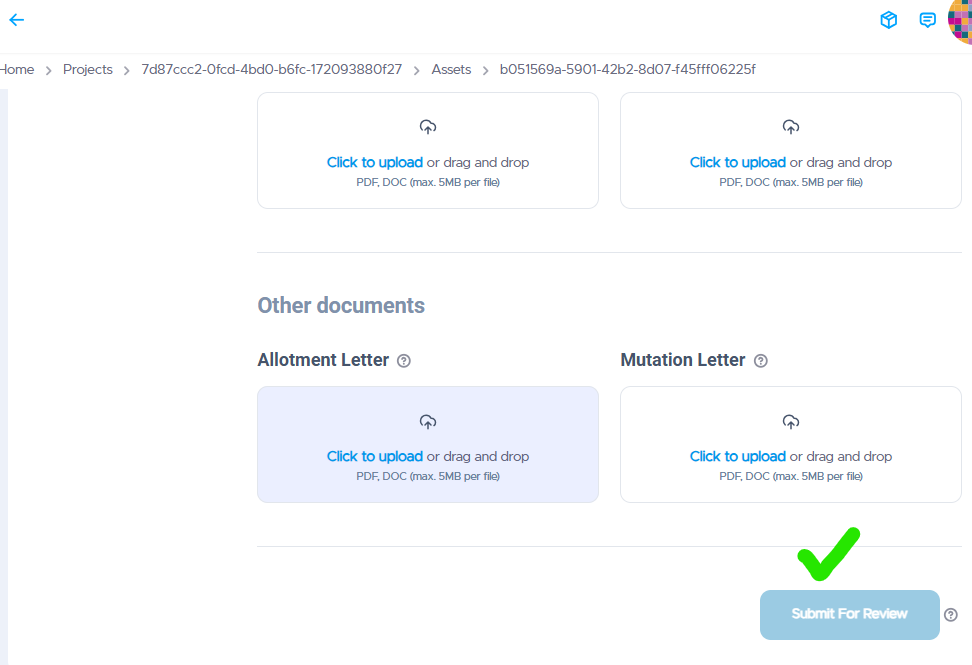 Home > Projects > 7d87ccc2-0fcd-4bd0-b6fc-172093880f27 > Assets > b051569a-5901-42b2-8d07-f45fff06225f
Click to upload or drag and drop
PDF, DOC (max. 5MB per file)
Click to upload or drag and drop
PDF, DOC (max. 5MB per file)
Other documents
Allotment Letter
Mutation Letter
Click to upload or drag and drop
PDF, DOC (max. 5MB per file)
Click to upload or drag and drop
PDF, DOC (max. 5MB per file)
Submit For Review